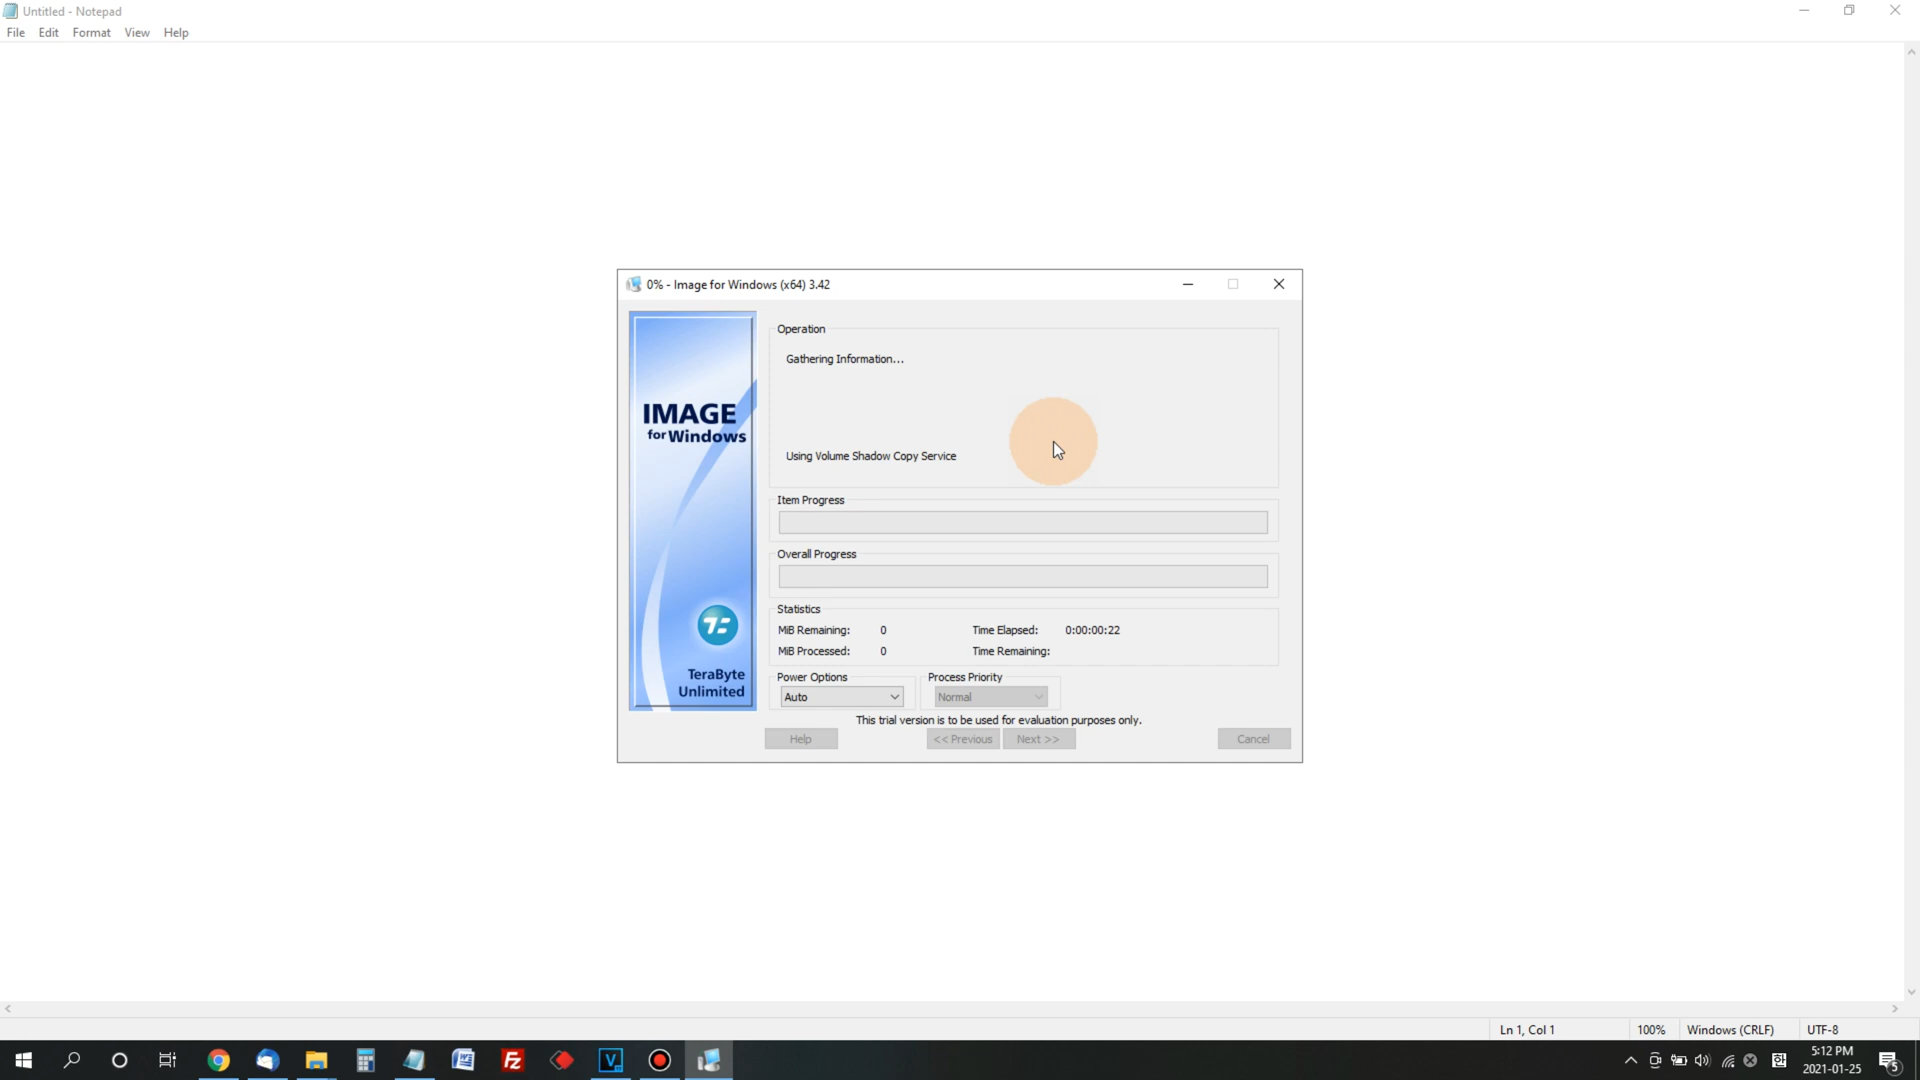 Untitled - Notepad
File Edit Format View Help
0% - Image for Windows (x64) 3.42
IMAGE
for Windows
TeraByte
Unlimited
Operation
Gathering Information...
Using Volume Shadow Copy Service
Item Progress
Overall Progress
Statistics
MiB Remaining: 0 Time Elapsed: 0:00:00:22
MiB Processed: 0 Time Remaining:
Power Options Process Priority
Auto Normal
This trial version is to be used for evaluation purposes only.
Help << Previous Next >> Cancel
Ln 1, Col 1 100% Windows (CRLF) UTF-8
5:12 PM
2021-01-25
5